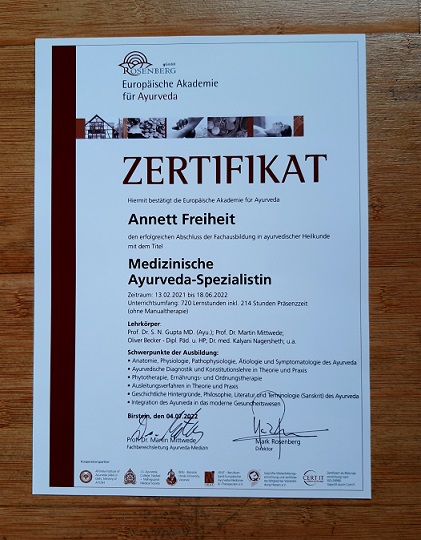 ROSENBERG
Europäische Akademie
für Ayurveda
ZERTIFIKAT
Hiermit bestätigt die Europäische Akademie für Ayurveda
Annett Freiheit
den erfolgreichen Abschluss der Fachausbildung in ayurvedischer Heilkunde
mit dem Titel
Medizinische
Ayurveda-Spezialistin
Zeitraum: 13.02.2021 bis 18.06.2022
Unterrichtsumfang: 720 Lernstunden inkl. 214 Stunden Präsenzzeit
(ohne Manualtherapie)
Lehrkörper:
Prof. Dr. S. N. Gupta MD. (Ayu.); Prof. Dr. Martin Mittwede;
Oliver Becker - Dipl. Päd. u. HP; Dr. med. Kalyani Nagersheth; u.a.
Schwerpunkte der Ausbildung:
• Anatomie, Physiologie, Pathophysiologie, Ätiologie und Symptomatologie des Ayurveda
• Ayurvedische Diagnostik und Konstitutionslehre in Theorie und Praxis
• Phytotherapie, Ernährungs- und Ordnungstherapie
• Ausleitungsverfahren in Theorie und Praxis
• Geschichtliche Hintergründe, Philosophie, Literatur und Terminologie (Sanskrit) des Ayurveda
• Integration des Ayurveda in das moderne Gesundheitswesen
Birstein, den 04.07.2022
Prof. Dr. Martin Mittwede
Fachbereichsleitung Ayurveda-Medizin
Mark Rosenberg
Direktor
CERT IT